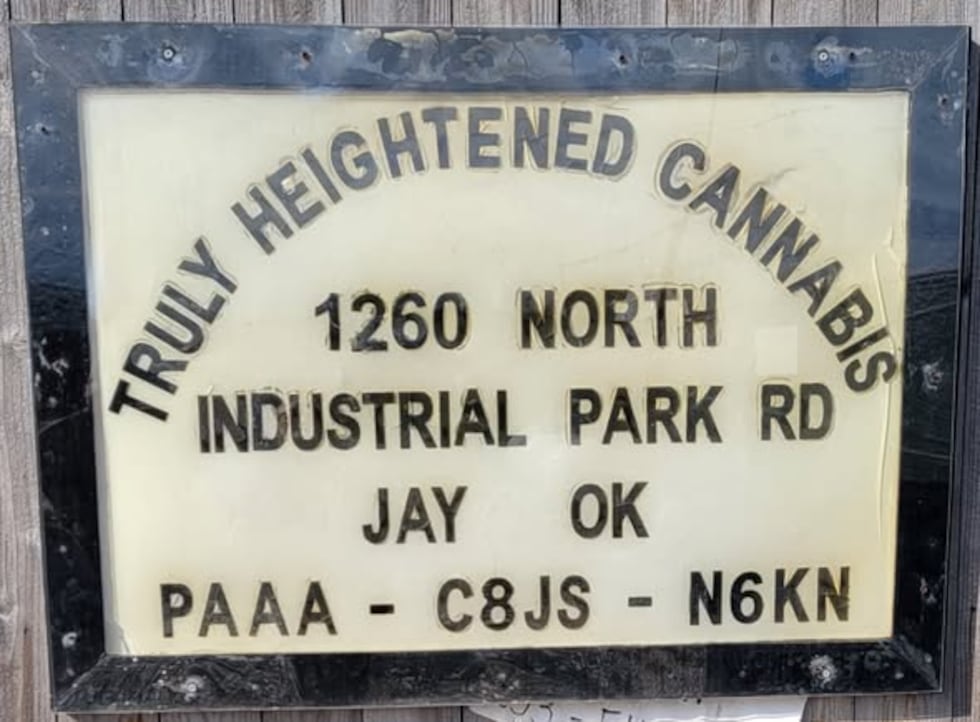 TRULY HEIGHTENED CANNABIS
1260 NORTH
INDUSTRIAL PARK RD
JAY OK
PAAA - C8JS - N6KN